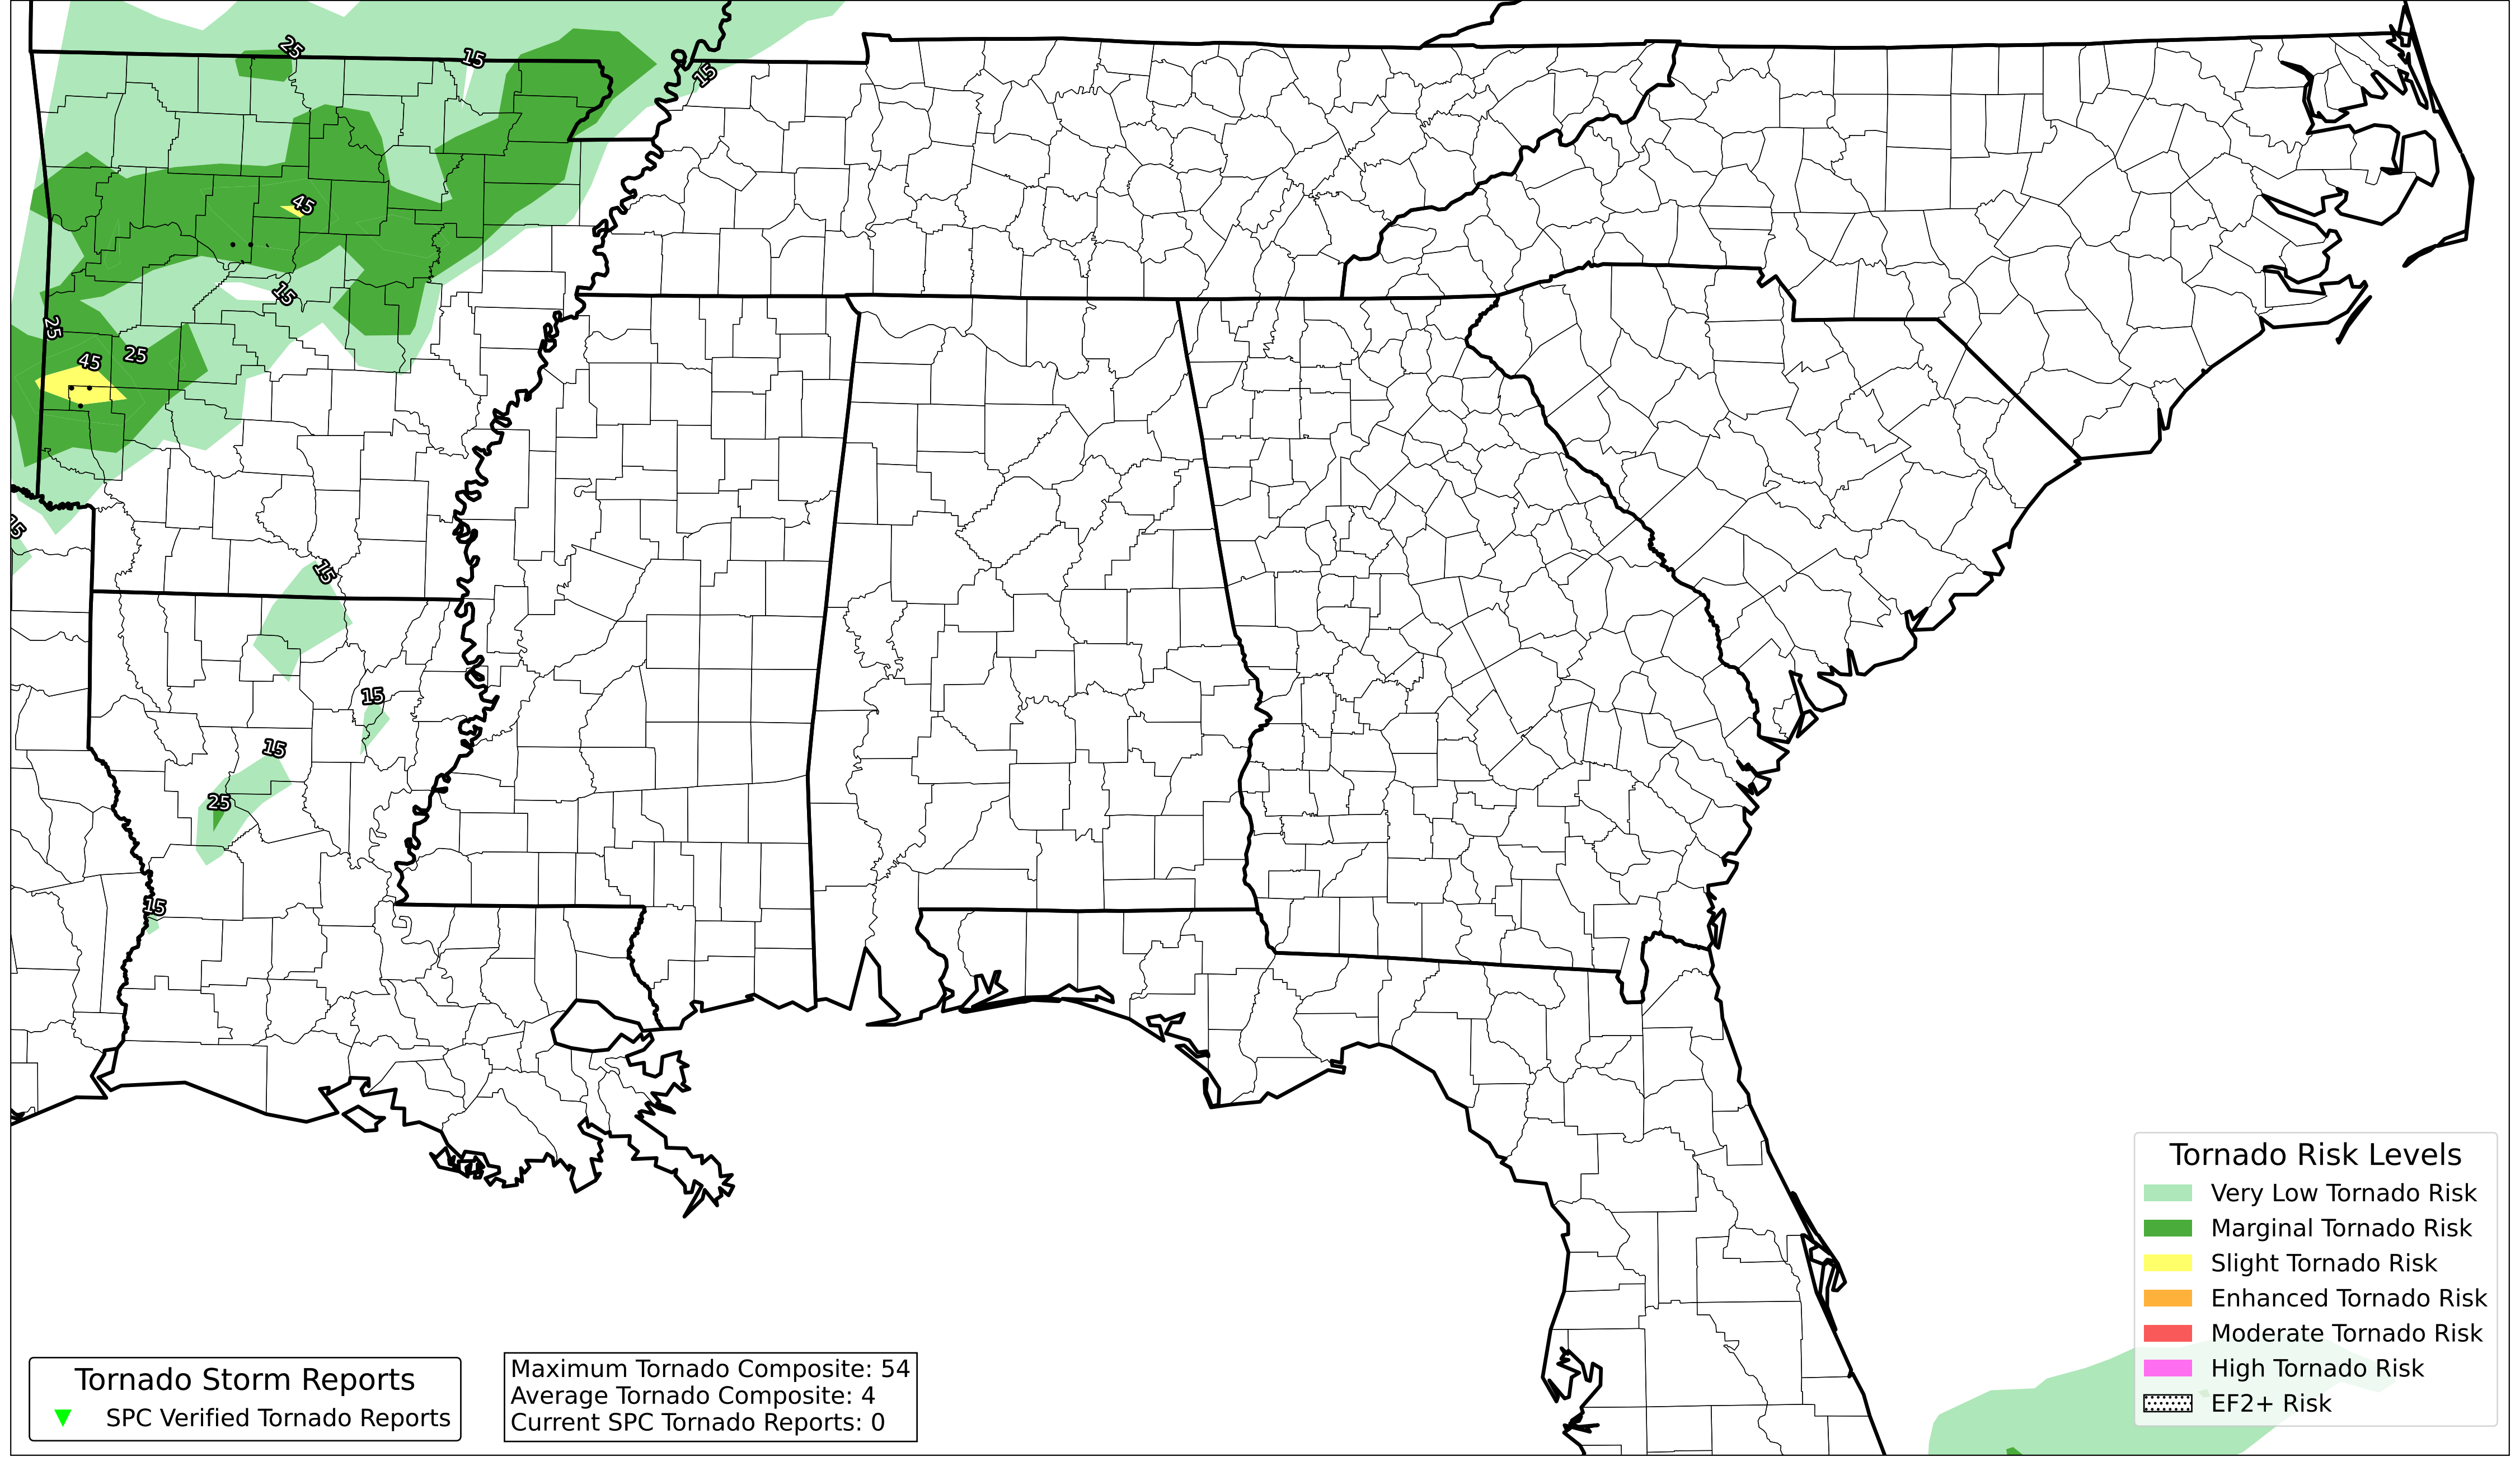 25
15
15
45
15
25
25
45
15
15
15
15
25
15
Tornado Risk Levels
Very Low Tornado Risk
Marginal Tornado Risk
Slight Tornado Risk
Enhanced Tornado Risk
Moderate Tornado Risk
High Tornado Risk
EF2+ Risk
Tornado Storm Reports
SPC Verified Tornado Reports
Maximum Tornado Composite: 54
Average Tornado Composite: 4
Current SPC Tornado Reports: 0